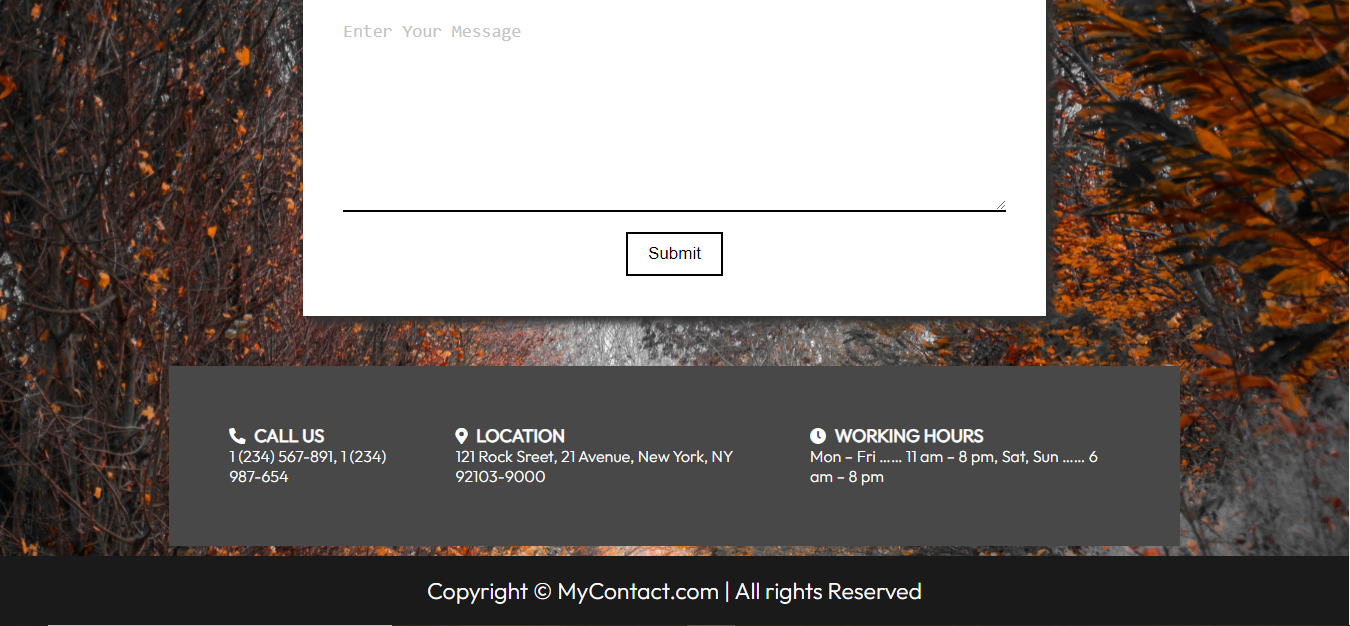 Enter Your Message
Submit
CALL US
1 (234) 567-891, 1 (234)
987-654
LOCATION
121 Rock Sreet, 21 Avenue, New York, NY
92103-9000
WORKING HOURS
Mon – Fri …… 11 am – 8 pm, Sat, Sun …… 6
am – 8 pm
Copyright © MyContact.com | All rights Reserved